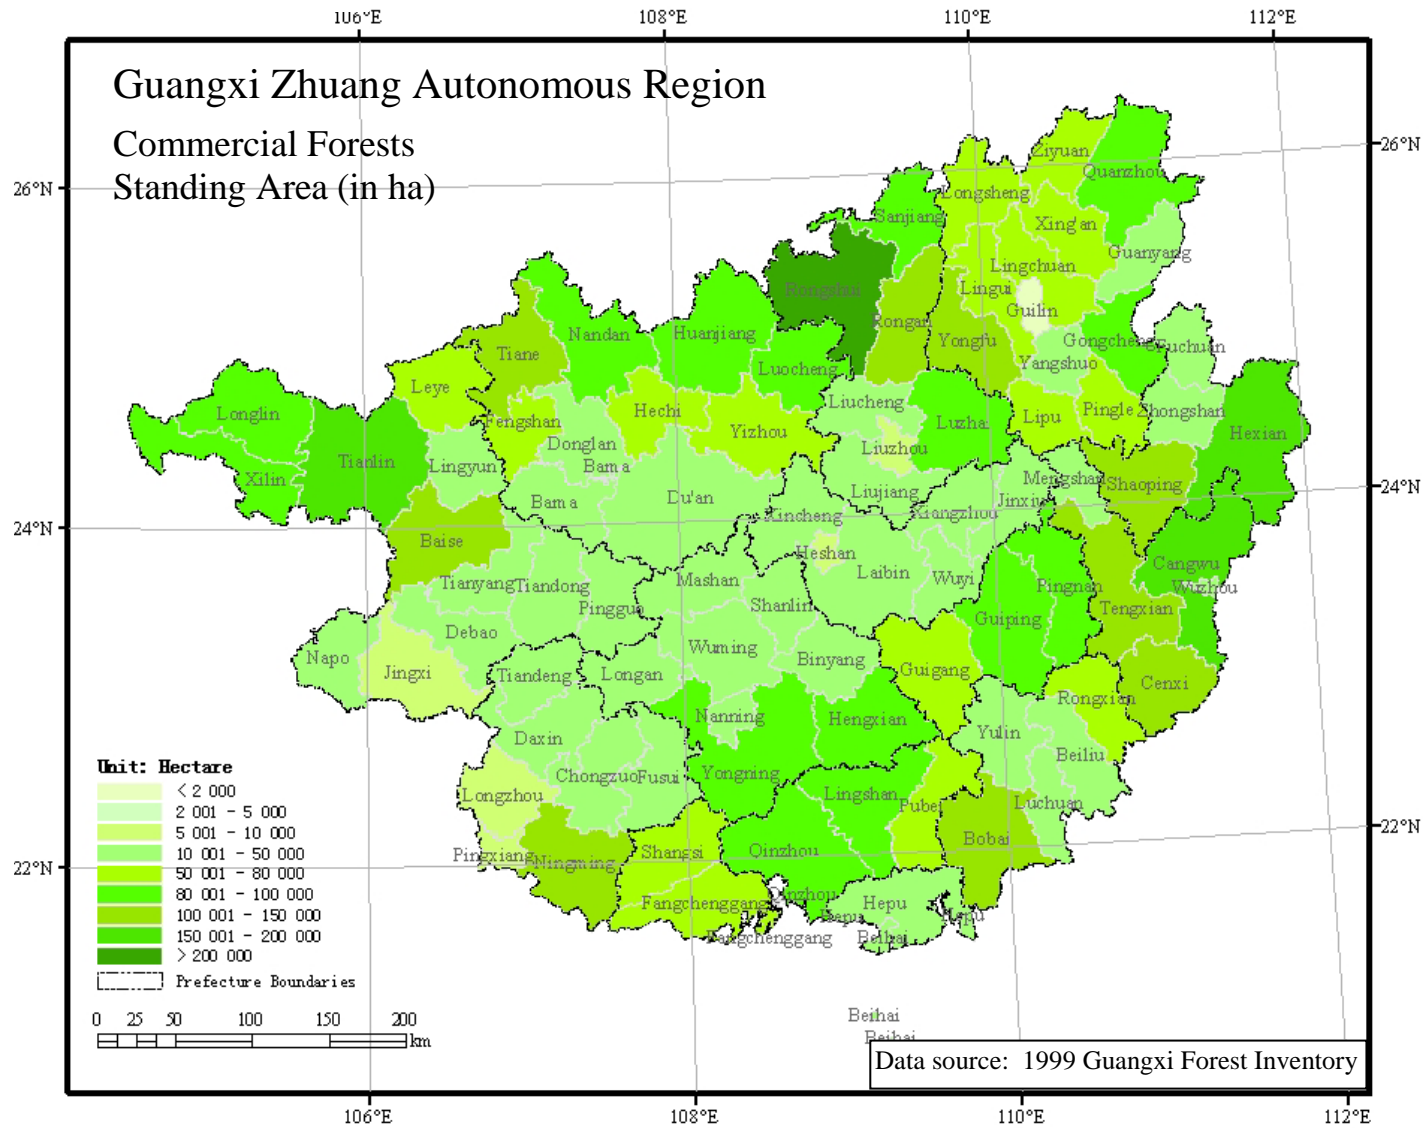 106°E 108°E 110°E 112°E
Guangxi Zhuang Autonomous Region
Commercial Forests
Standing Area (in ha)
26°N
26°N
Ziyuan
Quanzhou
Longsheng
Sanjiang
Xing'an
Guanyang
Lingchuan
Rongshui
Lingui
Guilin
Rongan
Nandan
Huanjiang
Yongfu
Gongcheng
Fuchuan
Tiane
Yangshuo
Luocheng
Leye
Liucheng
Longlin
Hechi
Lipu
Pingle
Zhongshan
Fengshan
Luzhai
Yizhou
Hexian
Donglan
Liuzhou
Tianlin
Lingyun
Bama
Xilin
Mengshan
Shaoping
Liujiang
Du'an
Bama
Jinxiu
24°N
24°N
Xincheng
Xiangzhou
Baise
Heshan
Cangwu
Laibin
Wuyi
Tianyang
Tiandong
Mashan
Pingnan
Wuzhou
Pingguo
Shanlin
Tengxian
Guiping
Debao
Wuming
Napo
Jingxi
Binyang
Tiandeng
Longan
Guigang
Cenxi
Rongxian
Nanning
Hengxian
Yulin
Daxin
Beiliu
Chongzuo
Fusui
Yongning
Longzhou
Lingshan
Pubei
Luchuan
22°N
Bobai
Pingxiang
Ningming
Shangsi
Qinzhou
22°N
Qinzhou
Fangchenggang
Hepu
Hepu
Hepu
Fangchenggang
Beihai
Beihai
Beihai
Unit: Hectare
< 2 000
2 001 - 5 000
5 001 - 10 000
10 001 - 50 000
50 001 - 80 000
80 001 - 100 000
100 001 - 150 000
150 001 - 200 000
> 200 000
Prefecture Boundaries
0 25 50 100 150 200
km
Data source: 1999 Guangxi Forest Inventory
106°E 108°E 110°E 112°E